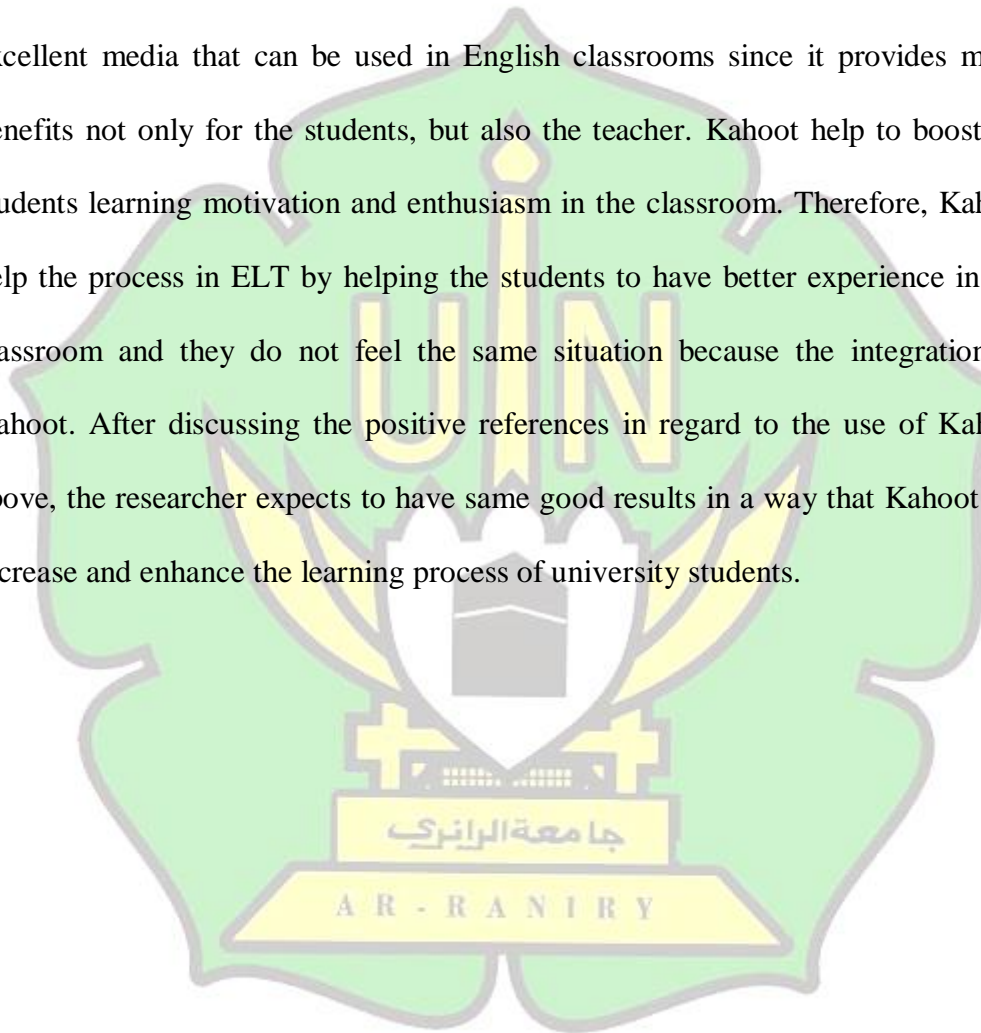 xcellent media that can be used in English classrooms since it provides m
enefits not only for the students, but also the teacher. Kahoot help to boost
udents learning motivation and enthusiasm in the classroom. Therefore, Kah
elp the process in ELT by helping the students to have better experience in
assroom and they do not feel the same situation because the integration
ahoot. After discussing the positive references in regard to the use of Kah
bove, the researcher expects to have same good results in a way that Kahoot
crease and enhance the learning process of university students.
UIN
جامعةالرانري
AR-RANIRY